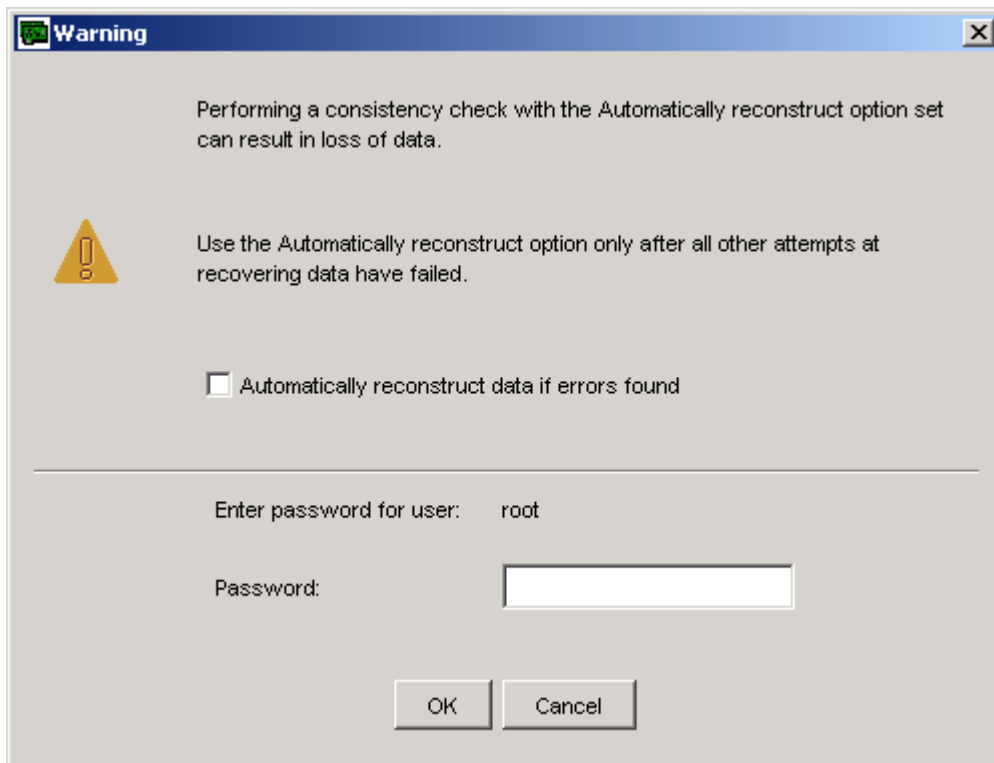 Warning
Performing a consistency check with the Automatically reconstruct option set
can result in loss of data.
Use the Automatically reconstruct option only after all other attempts at
recovering data have failed.
Automatically reconstruct data if errors found
Enter password for user: root
Password:
OK Cancel